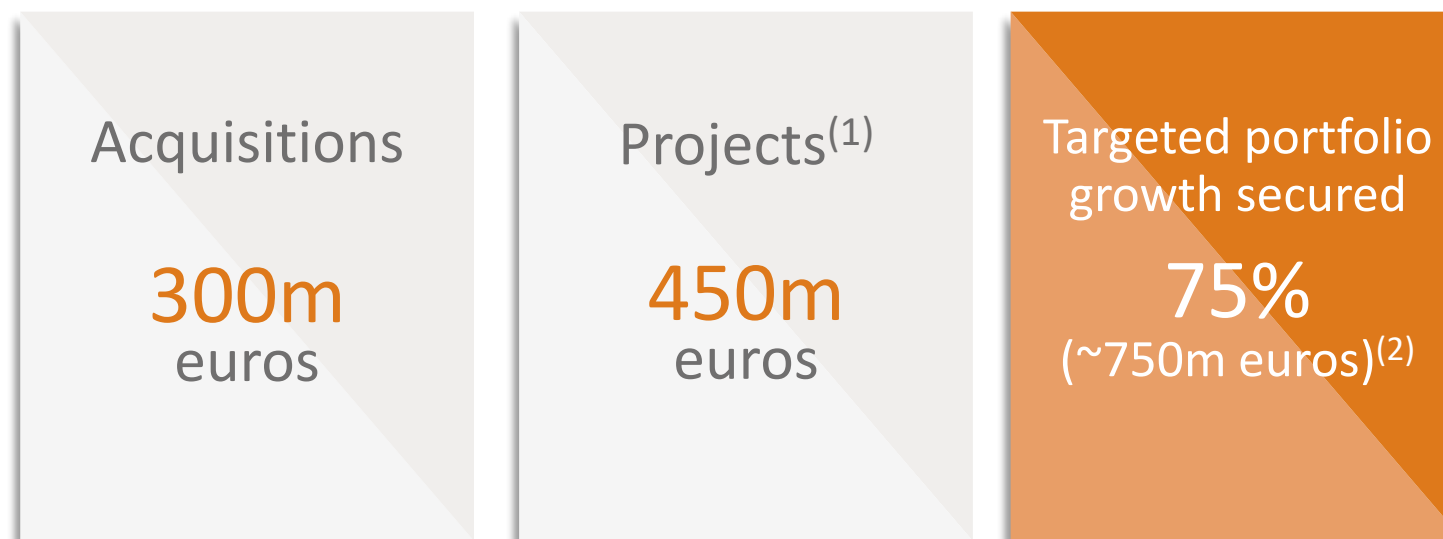 Acquisitions
300m
euros
Projects(1)
450m
euros
Targeted portfolio
growth secured
75%
(~750m euros)(2)